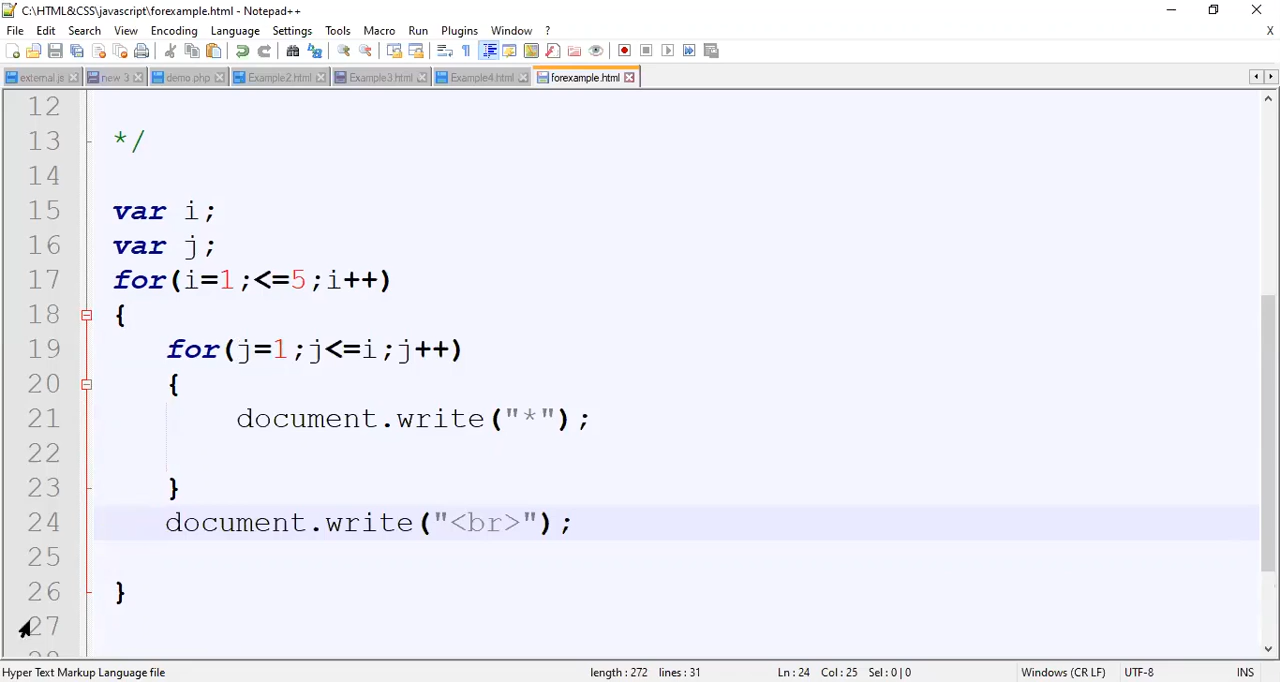 C:\HTML&CSS\javascript\forexample.html - Notepad++
File Edit Search View Encoding Language Settings Tools Macro Run Plugins Window ? X
external.js new 3 demo php Example2.html Example3.html Example4.html forexample.html
12
13 */
14
15 var i;
16 var j;
17 for(i=1;<=5;i++)
18 {
19 for(j=1;j<=i;j++)
20 {
21 document.write("*");
22
23 }
24 document.write("<br>");
25
26 }
27
Hyper Text Markup Language file length : 272 lines : 31 Ln : 24 Col : 25 Sel : 0 | 0 Windows (CR LF) UTF-8 INS